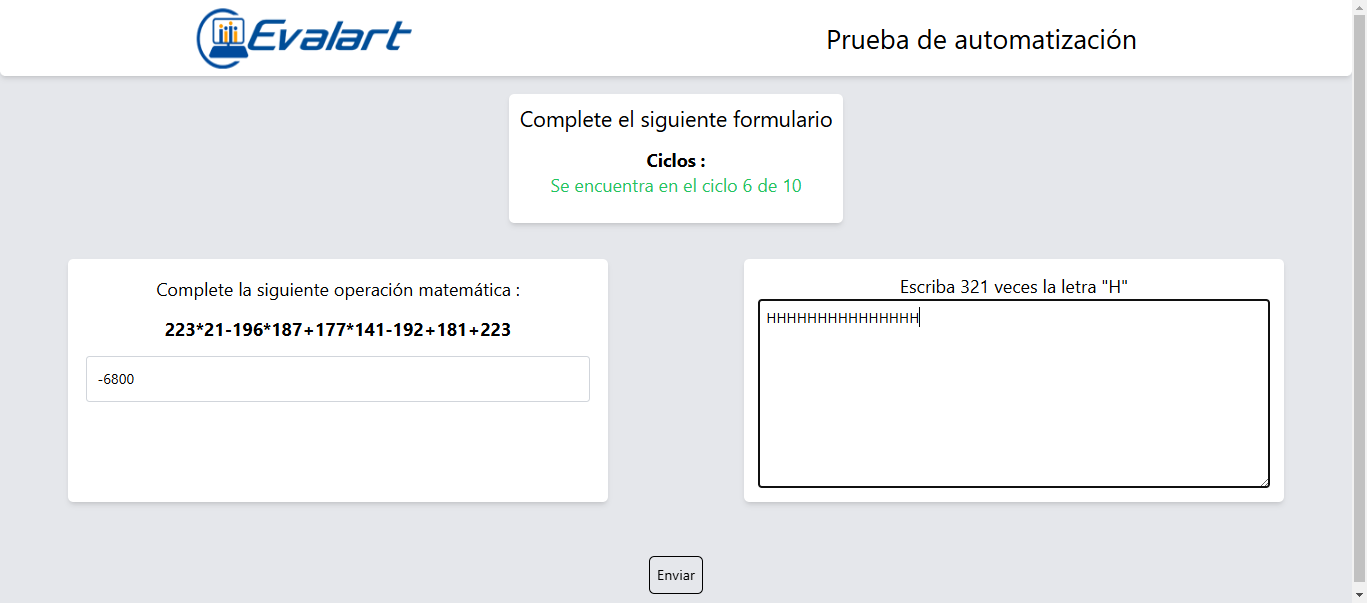 Evalart
Prueba de automatización
Complete el siguiente formulario
Ciclos :
Se encuentra en el ciclo 6 de 10
Complete la siguiente operación matemática :
223*21-196*187+177*141-192+181+223
-6800
Escriba 321 veces la letra "H"
HHHHHHHHHHHHHHH
Enviar